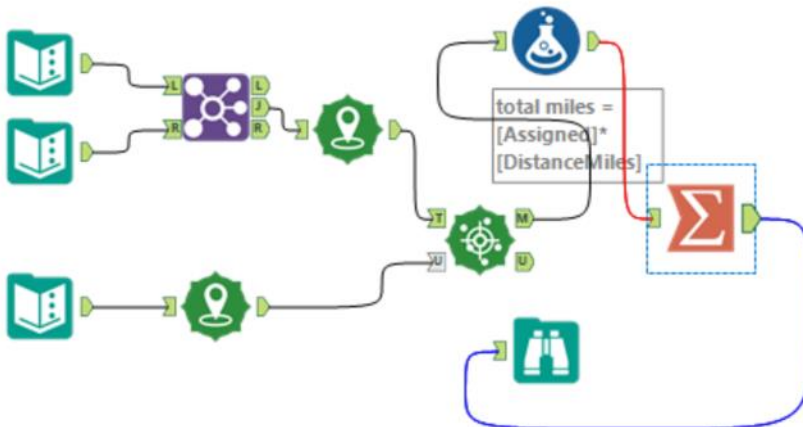 L
R
L
J
R
total miles =
[Assigned]*
[DistanceMiles]
T
U
M
U
Σ